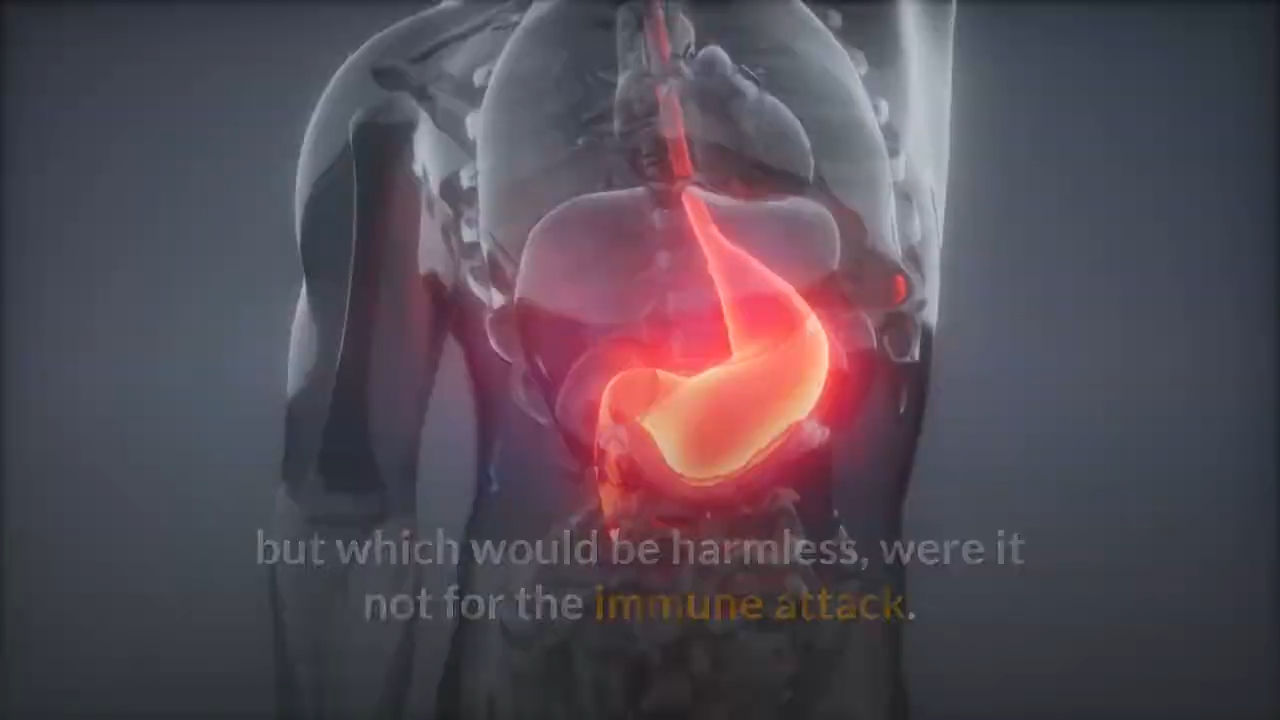 but which would be harmless, were it
not for the immune attack.